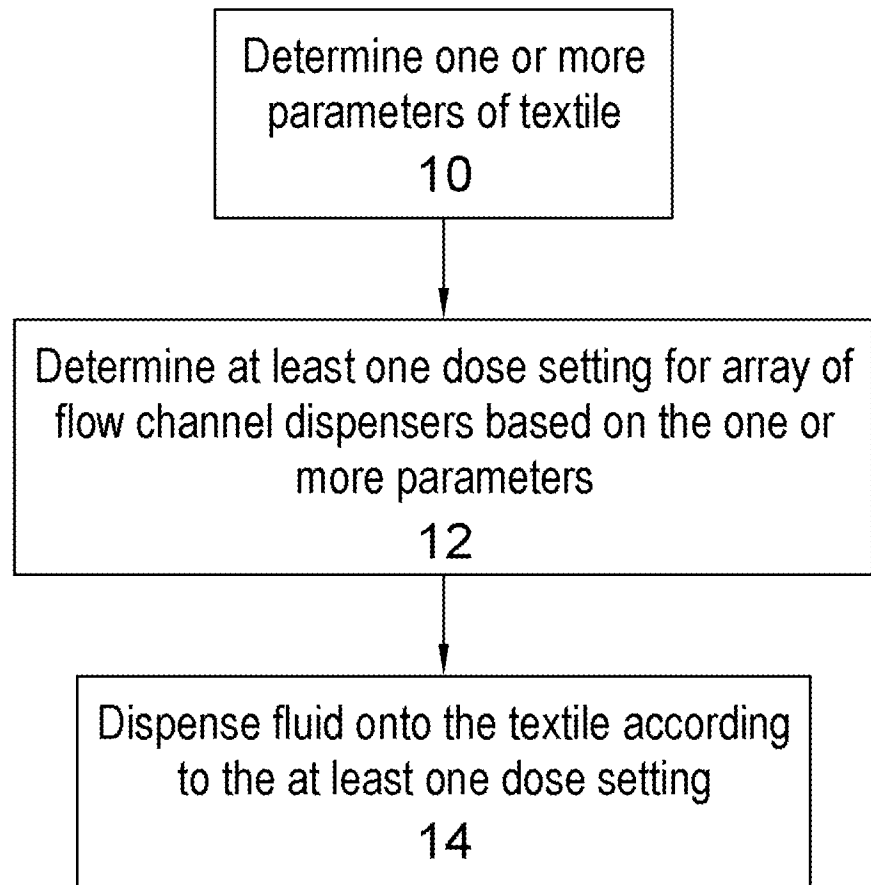 Determine one or more
parameters of textile
10
Determine at least one dose setting for array of
flow channel dispensers based on the one or
more parameters
12
Dispense fluid onto the textile according
to the at least one dose setting
14